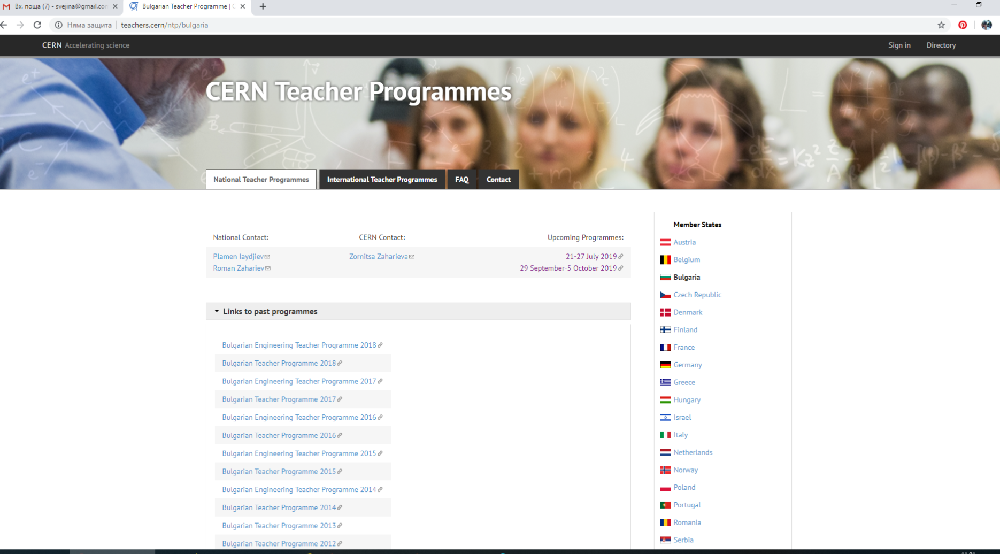 Вх. поща (7) - svejina@gmail.con
Bulgarian Teacher Programme |
Няма защита | teachers.cern/ntp/bulgaria
CERN Accelerating science
Sign in
Directory
CERN Teacher Programmes
National Teacher Programmes
International Teacher Programmes
FAQ
Contact
National Contact:
CERN Contact:
Upcoming Programmes:
Plamen Iaydjiev
Zornitsa Zaharieva
21-27 July 2019
Roman Zahariev
29 September-5 October 2019
Links to past programmes
Bulgarian Engineering Teacher Programme 2018
Bulgarian Teacher Programme 2018
Bulgarian Engineering Teacher Programme 2017
Bulgarian Teacher Programme 2017
Bulgarian Engineering Teacher Programme 2016
Bulgarian Teacher Programme 2016
Bulgarian Engineering Teacher Programme 2015
Bulgarian Teacher Programme 2015
Bulgarian Engineering Teacher Programme 2014
Bulgarian Teacher Programme 2014
Bulgarian Teacher Programme 2013
Bulgarian Teacher Programme 2012
Member States
Austria
Belgium
Bulgaria
Czech Republic
Denmark
Finland
France
Germany
Greece
Hungary
Israel
Italy
Netherlands
Norway
Poland
Portugal
Romania
Serbia